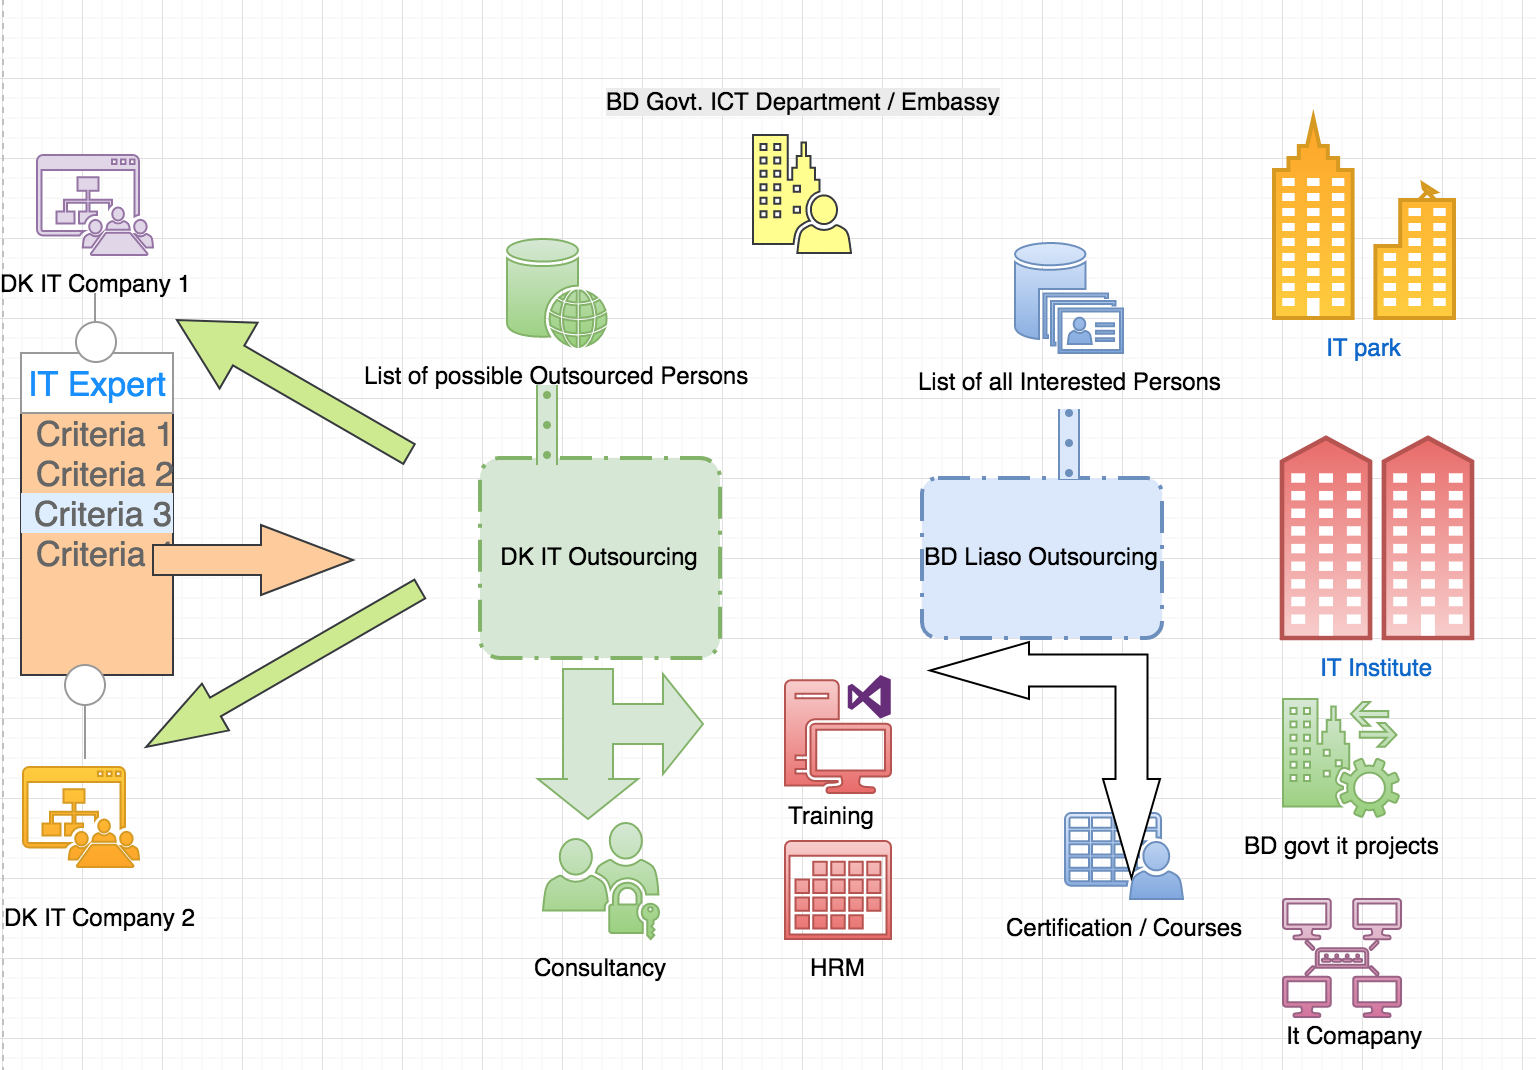 BD Govt. ICT Department / Embassy
DK IT Company 1
IT park
List of possible Outsourced Persons
List of all Interested Persons
IT Expert
Criteria 1
Criteria 2
Criteria 3
Criteria
DK IT Outsourcing
BD Liaso Outsourcing
IT Institute
Training
BD govt it projects
DK IT Company 2
Certification / Courses
Consultancy
HRM
It Comapany